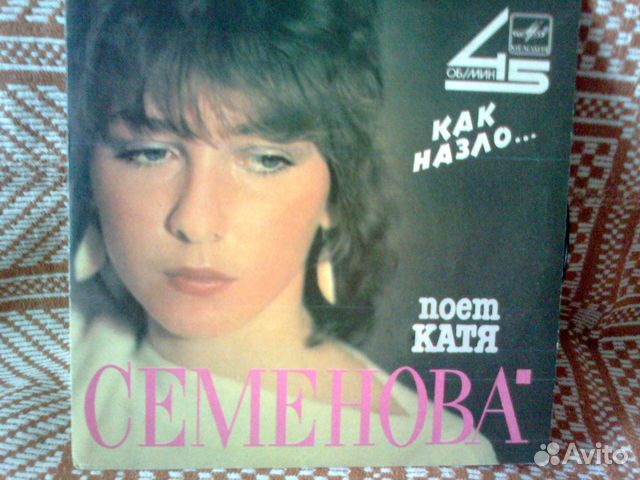 МЕЛОДИЯ
45
ОБ/МИН
КАК
НАЗЛО...
поет
КАТЯ
СЕМЕНОВА
Avito